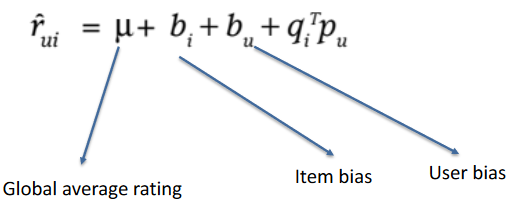 r̂ᵤᵢ = μ + bᵢ + bᵤ + qᵢᵀpᵤ
Global average rating
Item bias
User bias